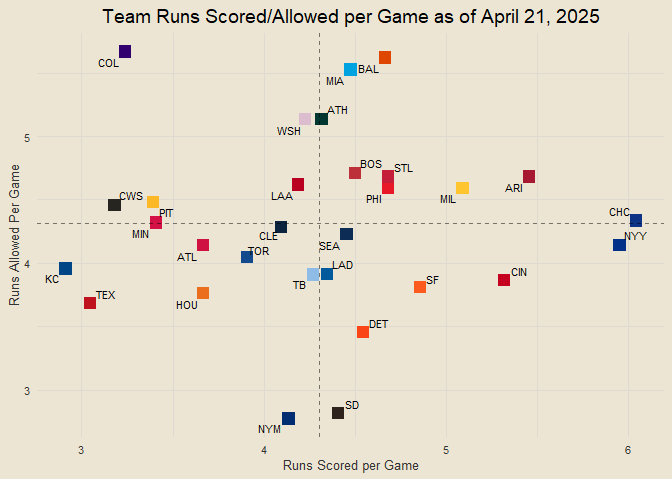 Team Runs Scored/Allowed per Game as of April 21, 2025
COL
BAL
MIA
ATH
WSH
5
BOS
STL
CWS
LAA
PHI
MIL
ARI
PIT
CHC
MIN
CLE
SEA
NYY
ATL
TOR
4
KC
TB
LAD
SF
CIN
TEX
HOU
DET
3
SD
NYM
3
4
5
6
Runs Scored per Game
Runs Allowed Per Game